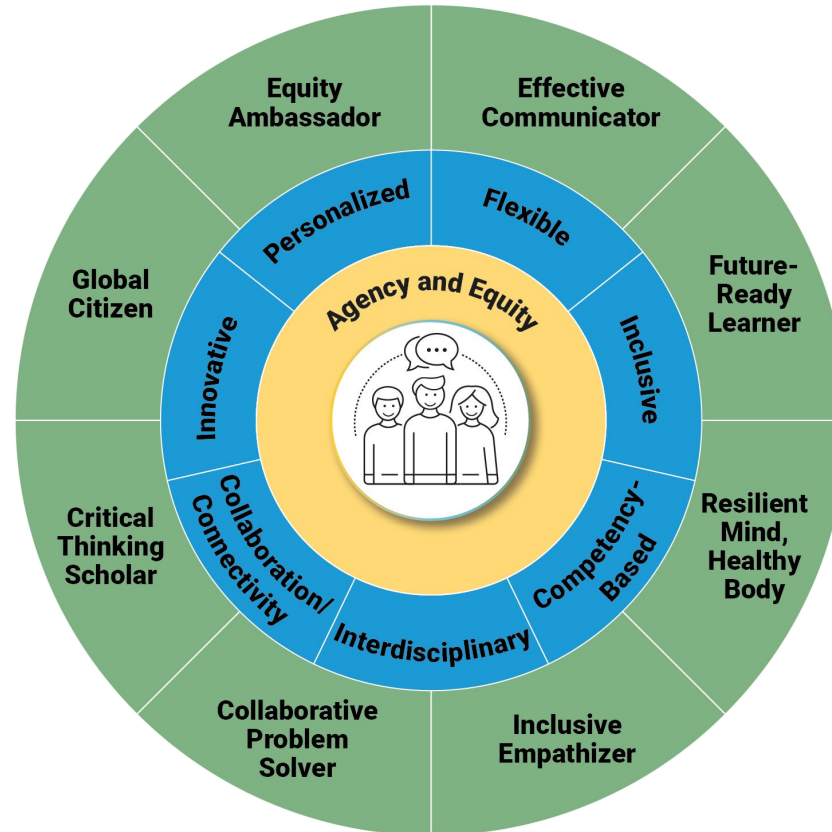 Equity
Ambassador
Effective
Communicator
Future-
Ready
Learner
Resilient
Mind,
Healthy
Body
Inclusive
Empathizer
Collaborative
Problem
Solver
Critical
Thinking
Scholar
Global
Citizen
Personalized
Flexible
Inclusive
Competency-
Based
Interdisciplinary
Collaboration/
Connectivity
Innovative
Agency and Equity